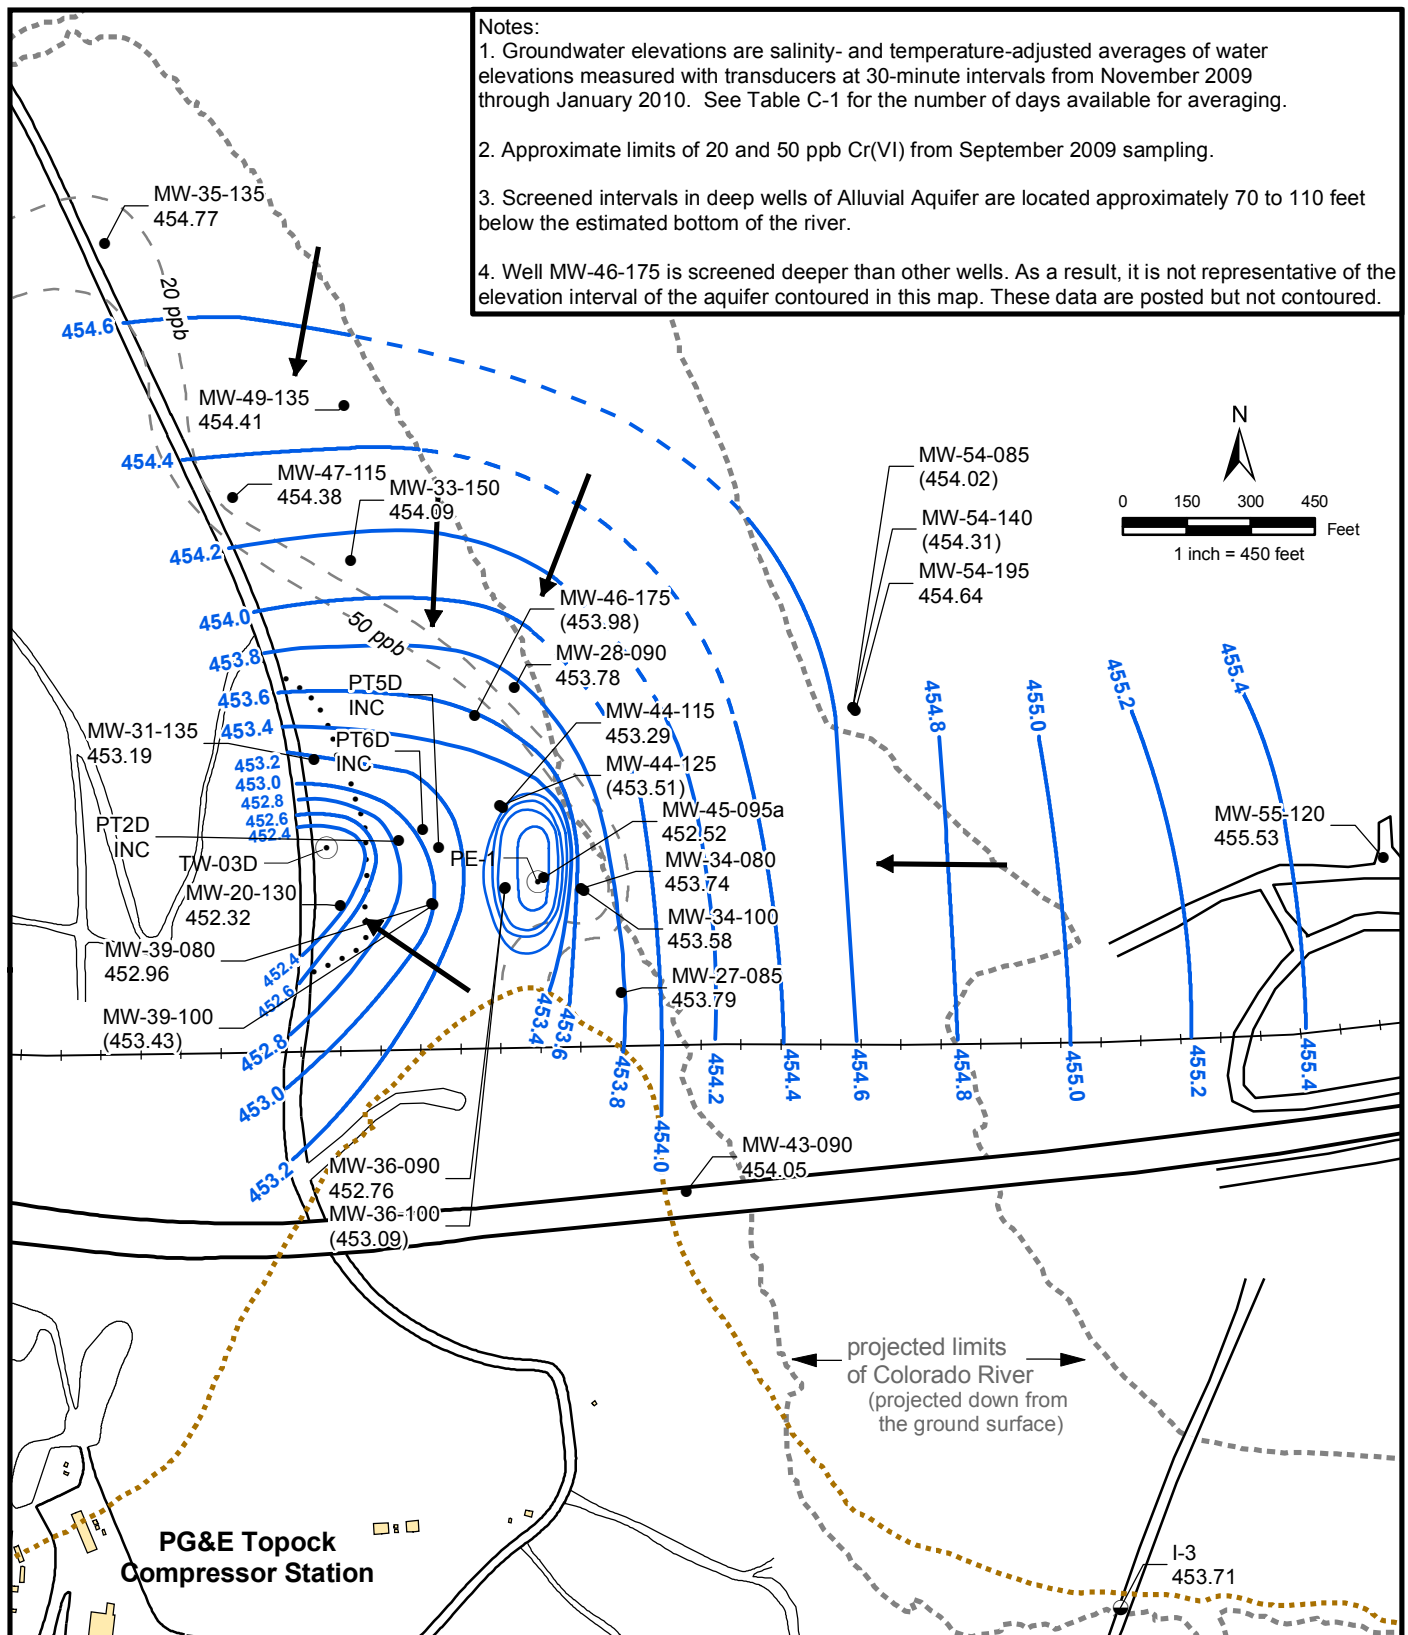 Notes:
1. Groundwater elevations are salinity- and temperature-adjusted averages of water
elevations measured with transducers at 30-minute intervals from November 2009
through January 2010.  See Table C-1 for the number of days available for averaging.
2. Approximate limits of 20 and 50 ppb Cr(VI) from September 2009 sampling.
3. Screened intervals in deep wells of Alluvial Aquifer are located approximately 70 to 110 feet
below the estimated bottom of the river.
4. Well MW-46-175 is screened deeper than other wells. As a result, it is not representative of the
elevation interval of the aquifer contoured in this map. These data are posted but not contoured.
MW-35-135
454.77
20 ppb
454.6
MW-49-135
454.41
454.4
MW-47-115
454.38
MW-33-150
454.09
454.2
MW-54-085
(454.02)
MW-54-140
(454.31)
MW-54-195
454.64
N
0 150 300 450
Feet
1 inch = 450 feet
454.0
50 ppb
MW-46-175
(453.98)
453.8
MW-28-090
453.78
453.6
PT5D
INC
453.4
MW-44-115
453.29
MW-31-135
453.19
PT6D
INC
453.2
MW-44-125
(453.51)
453.0
452.8
452.6
452.4
MW-45-095a
452.52
PT2D
INC
PE-1
TW-03D
MW-34-080
453.74
MW-20-130
452.32
MW-34-100
453.58
MW-39-080
452.96
MW-27-085
453.79
MW-39-100
(453.43)
454.8
455.0
455.2
455.4
MW-55-120
455.53
452.4
452.6
452.8
453.0
453.2
453.4
453.6
453.8
454.0
454.2
454.4
454.6
454.8
455.0
455.2
455.4
MW-43-090
454.05
MW-36-090
452.76
MW-36-100
(453.09)
projected limits
of Colorado River
(projected down from
the ground surface)
PG&E Topock
Compressor Station
I-3
453.71